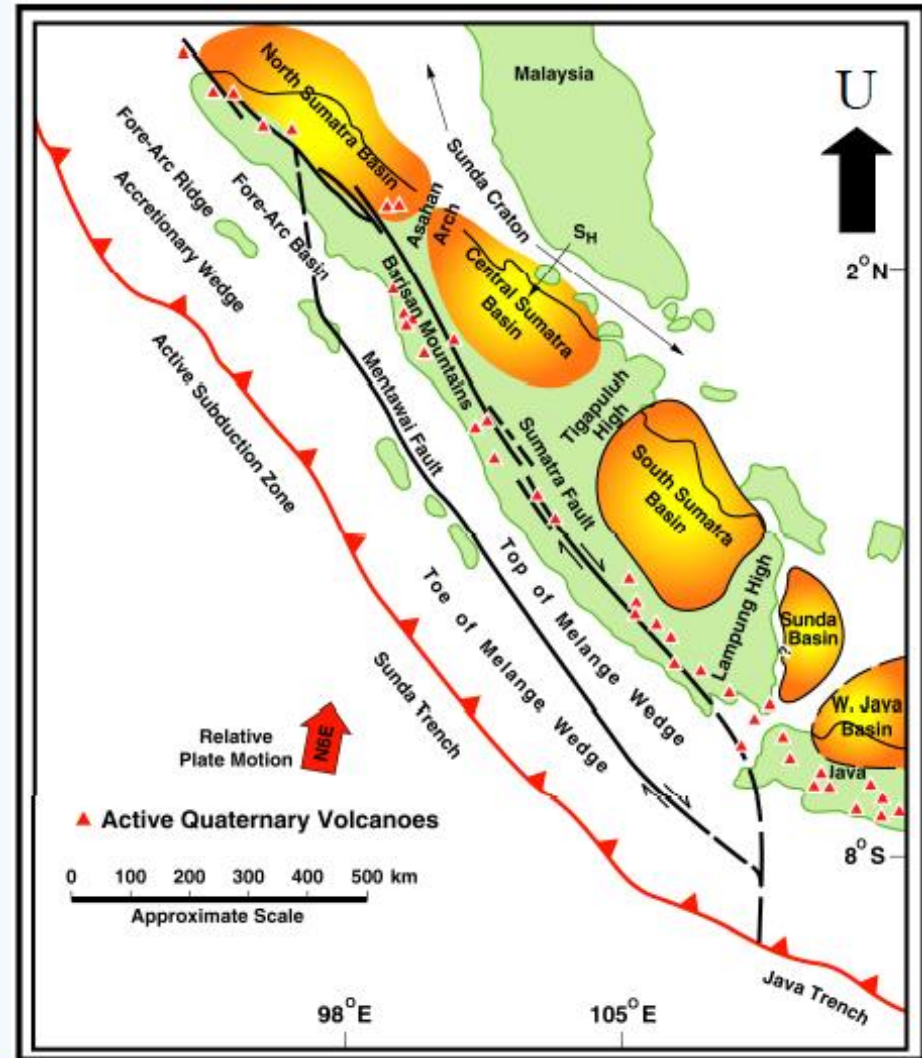 Malaysia
U
North Sumatra Basin
Sunda Craton
Fore-Arc Ridge
Accretionary Wedge
Fore-Arc Basin
Asahan
Arch
S_H
2°N
Central Sumatra
Basin
Barisan Mountains
Active Subduction Zone
Mentawai Fault
Tigapuluh
High
Sumatra Fault
South Sumatra
Basin
Top of Melange Wedge
Toe of Melange Wedge
Lampung High
Sunda
Basin
?
W. Java
Basin
Sunda Trench
Relative
Plate Motion
N6E
Java
Active Quaternary Volcanoes
8°S
0 100 200 300 400 500 km
Approximate Scale
Java Trench
98°E
105°E